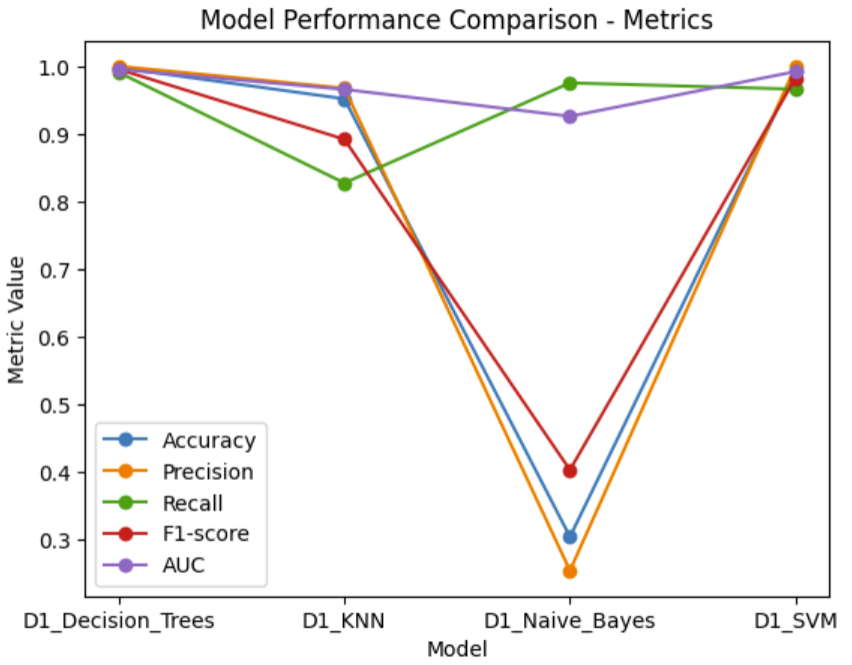 Model Performance Comparison - Metrics
1.0
0.9
0.8
0.7
0.6
0.5
0.4
0.3
Metric Value
Accuracy
Precision
Recall
F1-score
AUC
D1_Decision_Trees D1_KNN D1_Naive_Bayes D1_SVM
Model